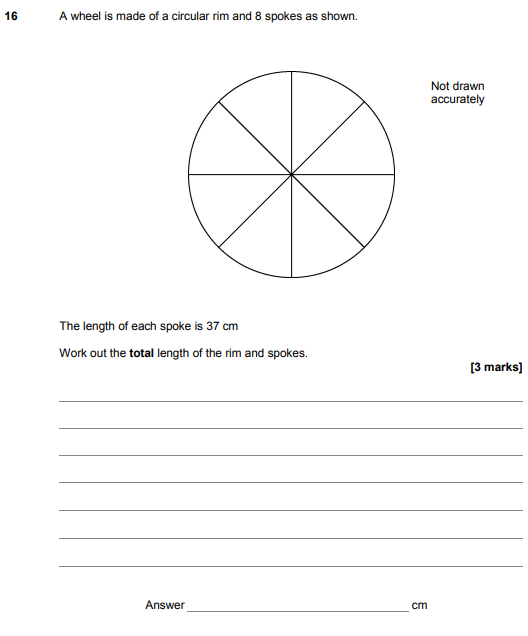 16 A wheel is made of a circular rim and 8 spokes as shown.
Not drawn
accurately
The length of each spoke is 37 cm
Work out the total length of the rim and spokes.
[3 marks]
Answer cm